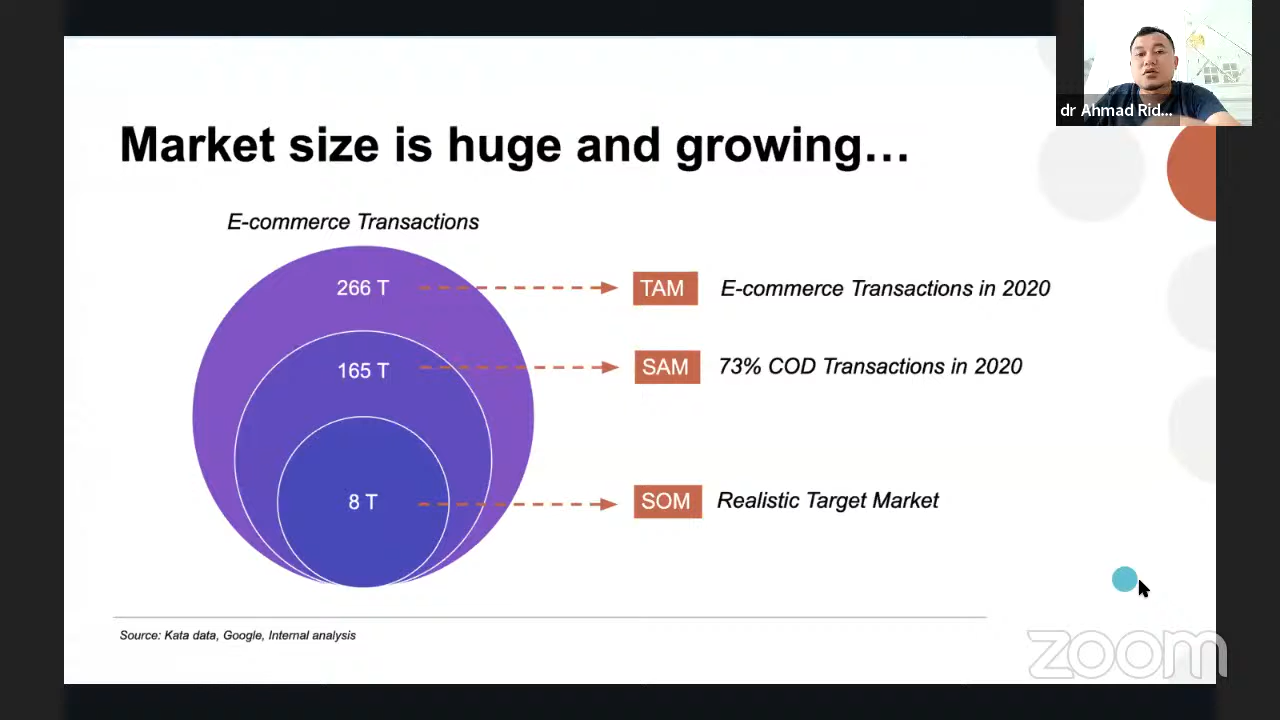 dr Ahmad Rid...
Market size is huge and growing...
E-commerce Transactions
266 T
TAM
E-commerce Transactions in 2020
165 T
SAM
73% COD Transactions in 2020
8 T
SOM
Realistic Target Market
Source: Kata data, Google, Internal analysis
zoom